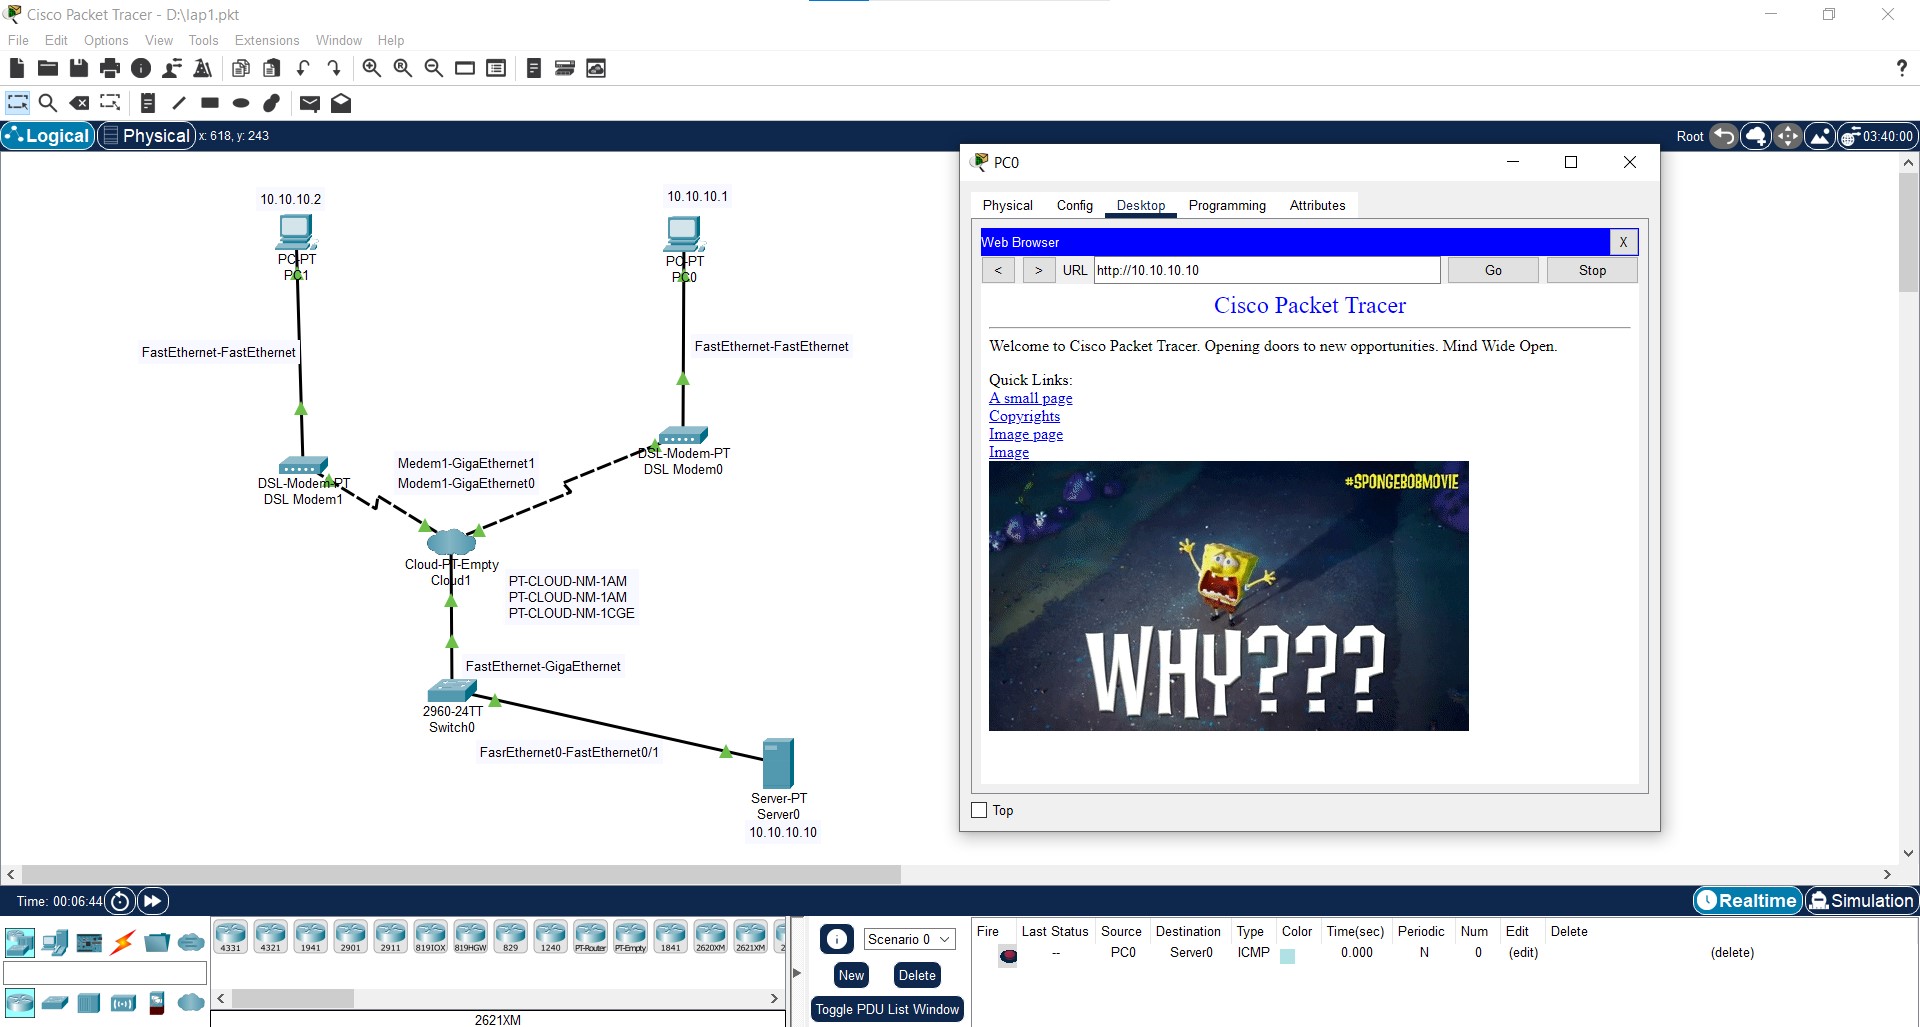 Cisco Packet Tracer - D:\lap1.pkt
File Edit Options View Tools Extensions Window Help
?
Logical Physical x: 618, y: 243 Root 03:40:00
10.10.10.2
PC-PT
PC1
10.10.10.1
PC-PT
PC0
FastEthernet-FastEthernet
FastEthernet-FastEthernet
DSL-Modem-PT
DSL Modem1
Medem1-GigaEthernet1
Modem1-GigaEthernet0
DSL-Modem-PT
DSL Modem0
Cloud-PT-Empty
Cloud1
PT-CLOUD-NM-1AM
PT-CLOUD-NM-1AM
PT-CLOUD-NM-1CGE
FastEthernet-GigaEthernet
2960-24TT
Switch0
FasrEthernet0-FastEthernet0/1
Server-PT
Server0
10.10.10.10
PC0
Physical Config Desktop Programming Attributes
Web Browser X
< > URL http://10.10.10.10 Go Stop
Cisco Packet Tracer
Welcome to Cisco Packet Tracer. Opening doors to new opportunities. Mind Wide Open.
Quick Links:
A small page
Copyrights
Image page
Image
#SPONGEBOBMOVIE
WHY???
Top
Time: 00:06:44 Realtime Simulation
4331 4321 1941 2901 2911 819IOX 819HGW 829 1240 PT-Router PT-Empty 1841 2620XM 2621XM 2
2621XM
Scenario 0
New Delete
Toggle PDU List Window
Fire Last Status Source Destination Type Color Time(sec) Periodic Num Edit Delete
-- PC0 Server0 ICMP 0.000 N 0 (edit) (delete)